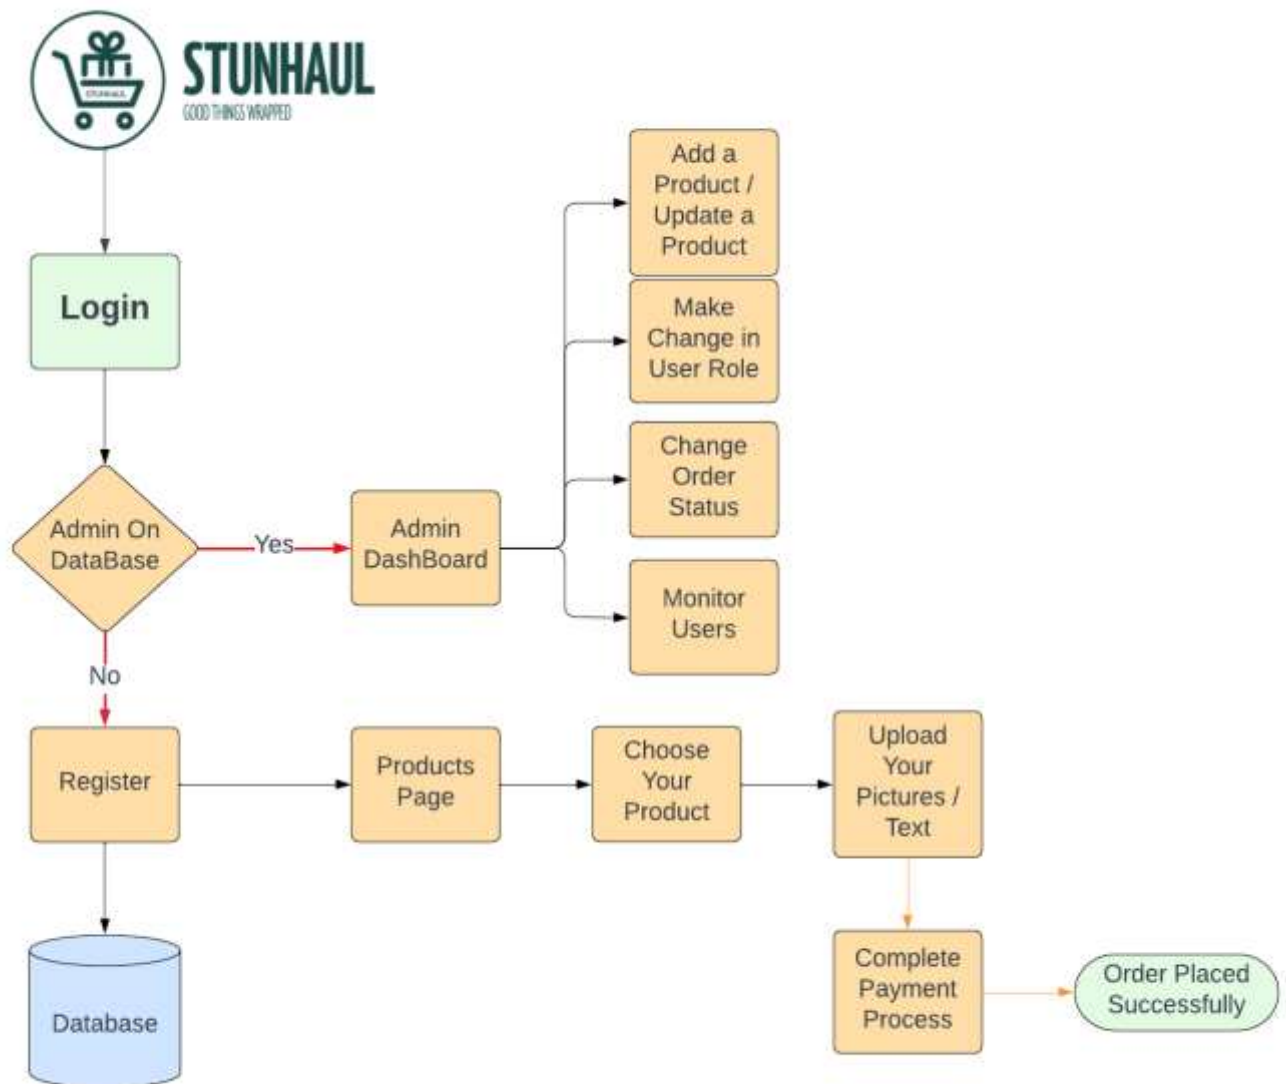 STUNHAUL
STUNHAUL
GOOD THINGS WRAPPED
Add a
Product /
Update a
Product
Login
Make
Change in
User Role
Change
Order
Status
Admin On
DataBase
Yes
Admin
DashBoard
Monitor
Users
No
Register
Products
Page
Choose
Your
Product
Upload
Your
Pictures /
Text
Database
Complete
Payment
Process
Order Placed
Successfully